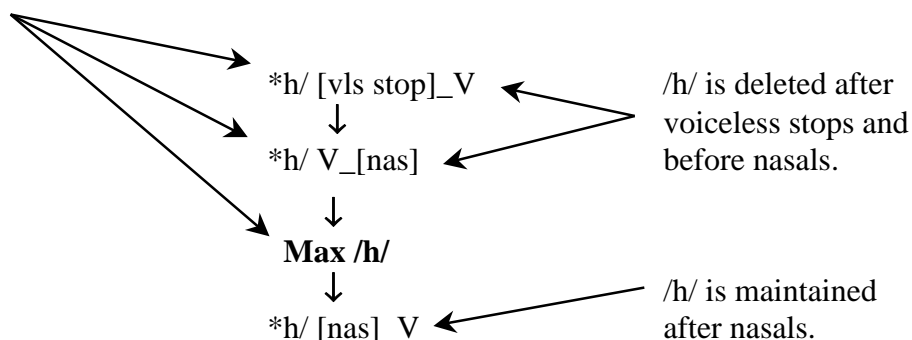 *h/ [vls stop]_V
/h/ is deleted after
voiceless stops and
before nasals.
↓
*h/ V_[nas]
↓
Max /h/
↓
*h/ [nas]_V
/h/ is maintained
after nasals.